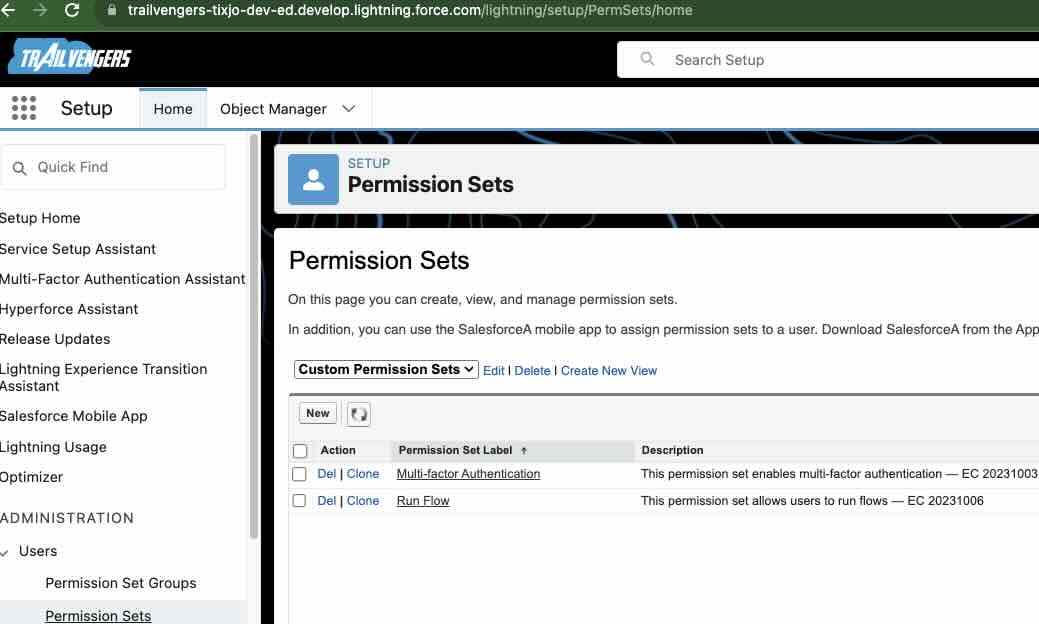 trailvengers-tixjo-dev-ed.develop.lightning.force.com/lightning/setup/PermSets/home
TRAILVENGERS
Search Setup
Setup
Home
Object Manager
Quick Find
Setup Home
Service Setup Assistant
Multi-Factor Authentication Assistant
Hyperforce Assistant
Release Updates
Lightning Experience Transition
Assistant
Salesforce Mobile App
Lightning Usage
Optimizer
ADMINISTRATION
Users
Permission Set Groups
Permission Sets
SETUP
Permission Sets
Permission Sets
On this page you can create, view, and manage permission sets.
In addition, you can use the SalesforceA mobile app to assign permission sets to a user. Download SalesforceA from the App
Custom Permission Sets Edit | Delete | Create New View
New
Action Permission Set Label ↑ Description
Del | Clone Multi-factor Authentication This permission set enables multi-factor authentication — EC 20231003
Del | Clone Run Flow This permission set allows users to run flows — EC 20231006